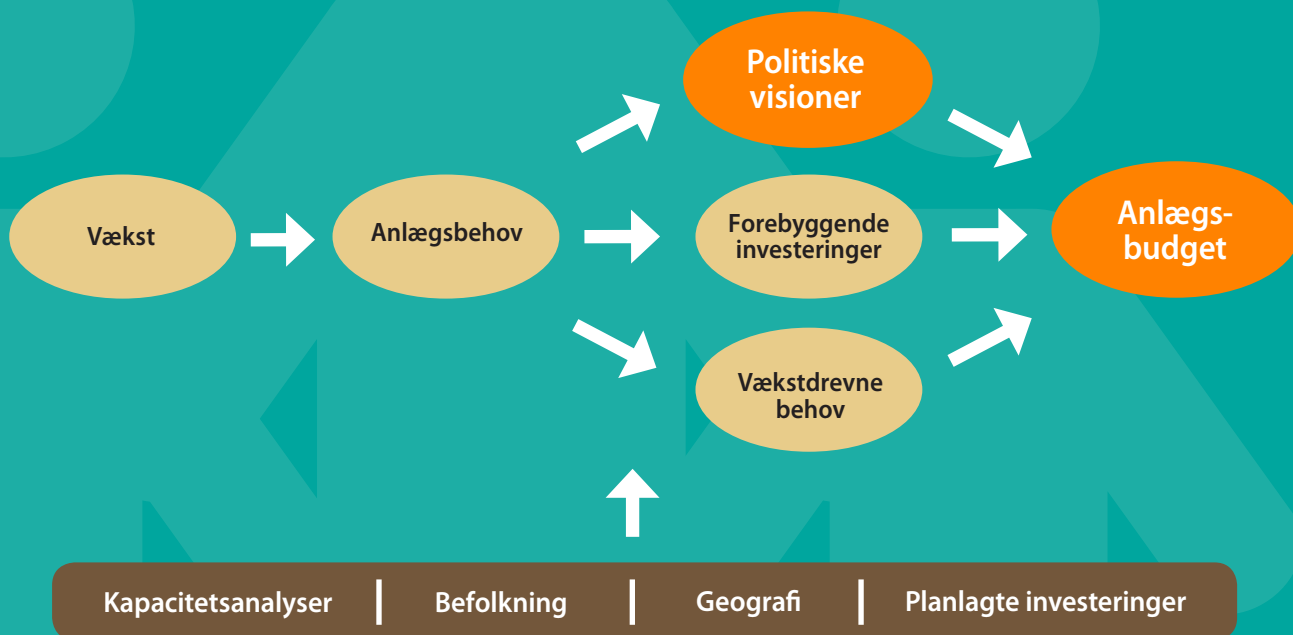 Politiske
visioner
Vækst
Anlægsbehov
Forebyggende
investeringer
Anlægs-
budget
Vækstdrevne
behov
Kapacitetsanalyser
Befolkning
Geografi
Planlagte investeringer